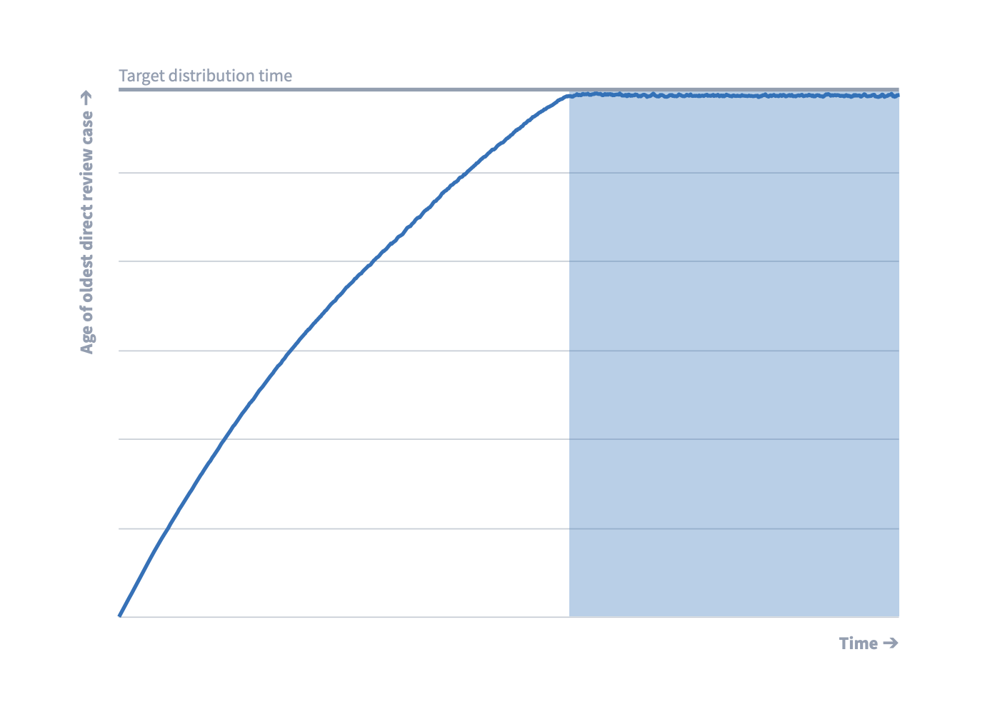 Target distribution time
Age of oldest direct review case →
Time →